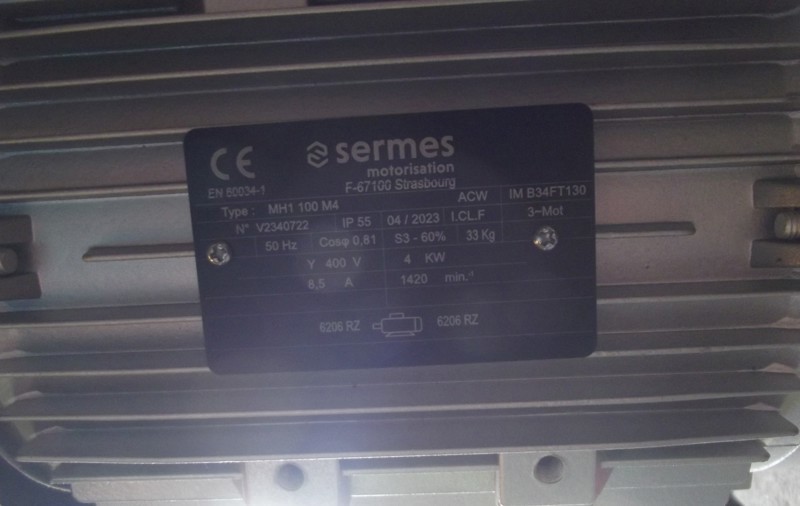 CE
sermes
motorisation
F-67100 Strasbourg
EN 60034-1
ACW IM B34FT130
Type : MH1 100 M4
N° V2340722 IP 55 04 / 2023 I.CL.F 3-Mot
50 Hz Cosφ 0,81 S3 - 60% 33 Kg
Y 400 V 4 KW
8,5 A 1420 min.-¹
6206 RZ 6206 RZ